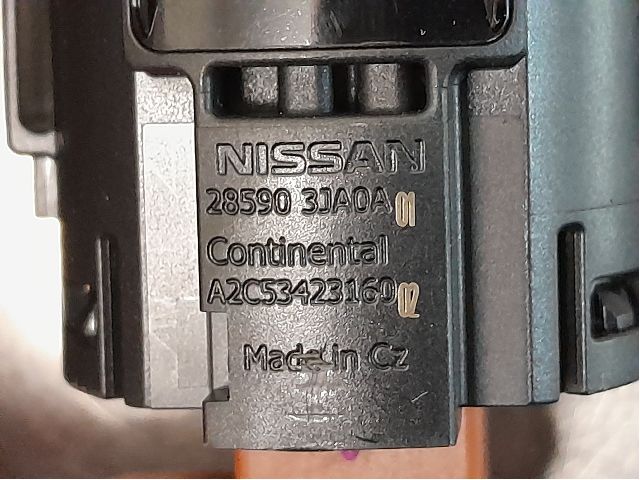 NISSAN
28590 3JA0A 01
Continental
A2C53423160 02
Made in Cz